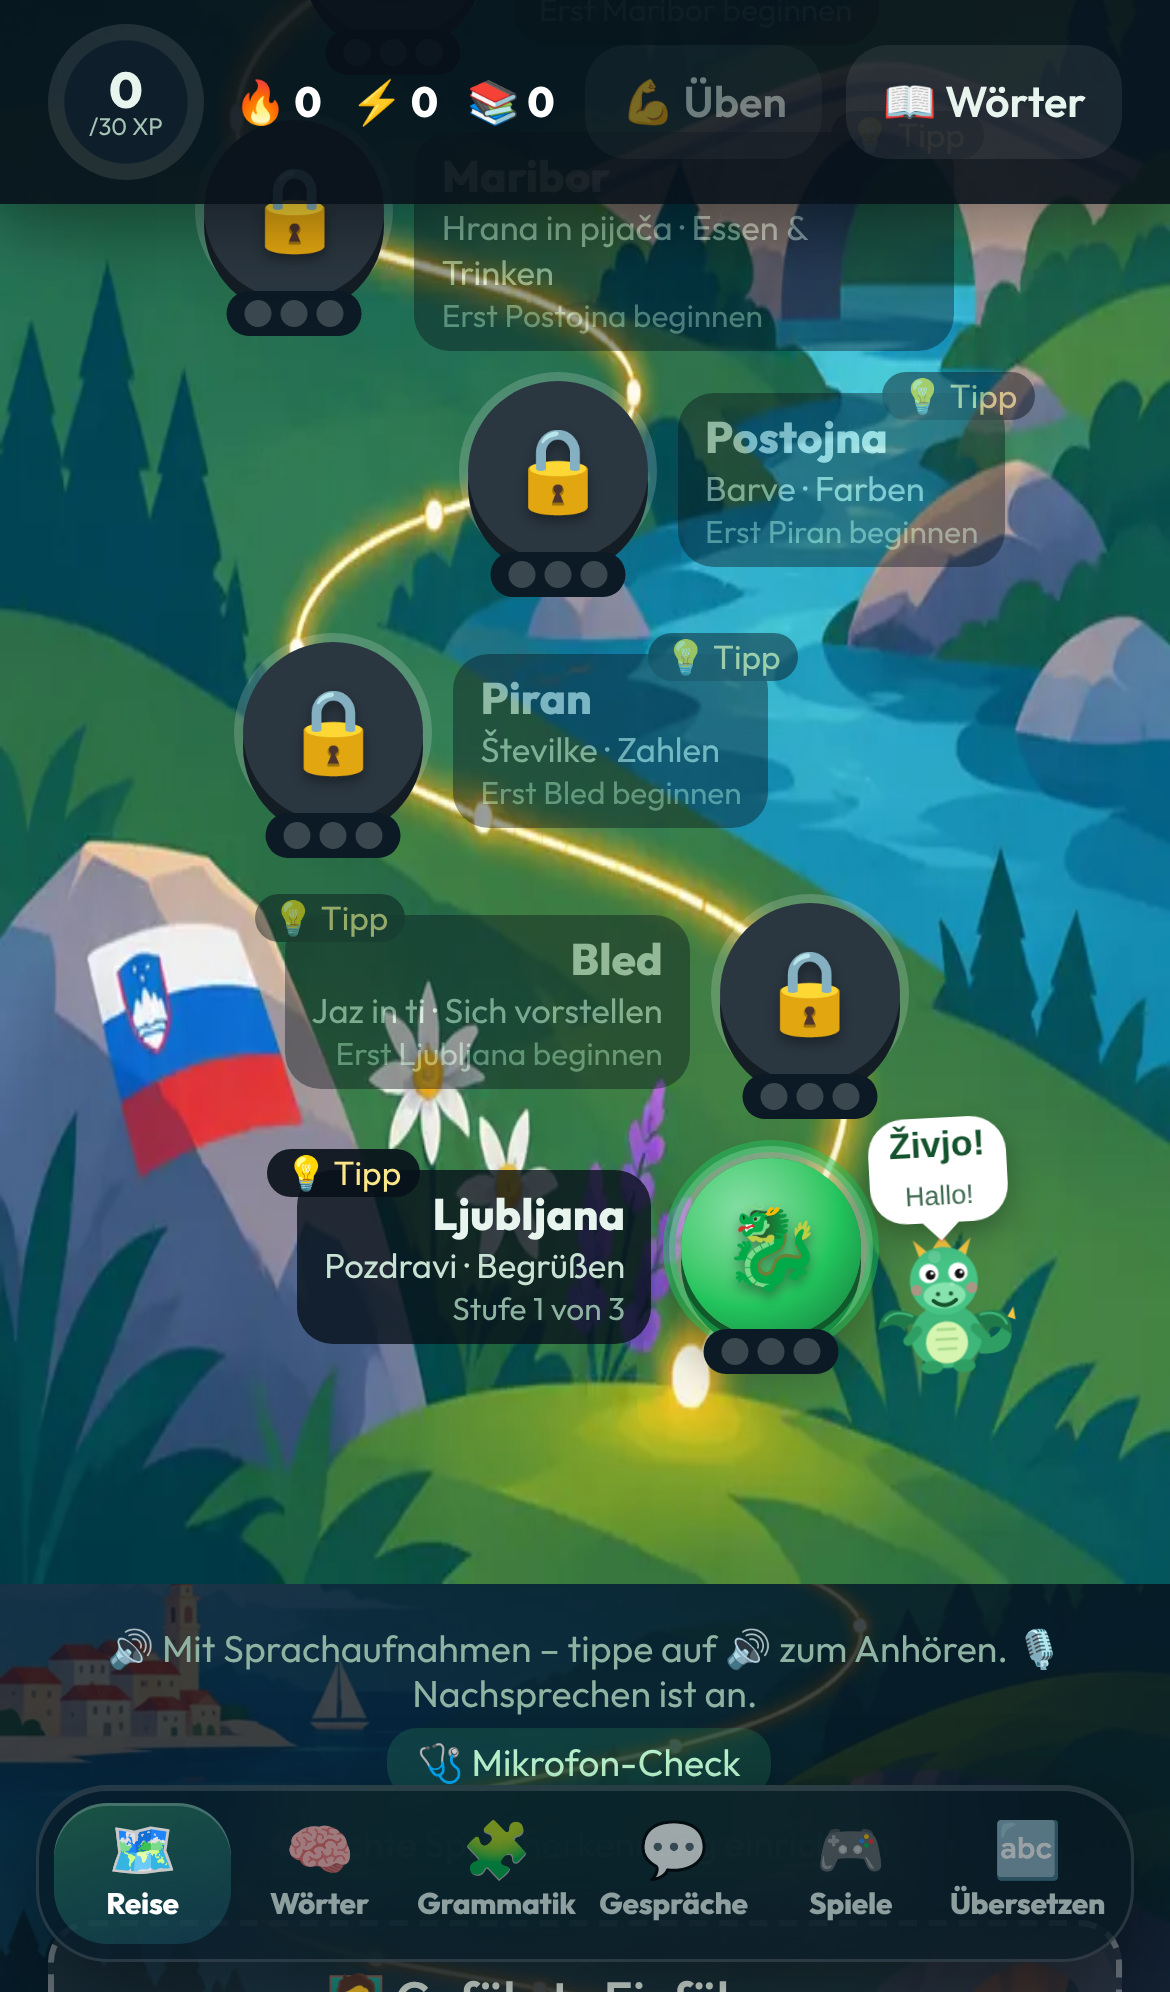 Erst Maribor beginnen
0
/30 XP
0
0
0
Üben
Wörter
Tipp
Maribor
Hrana in pijača · Essen &
Trinken
Erst Postojna beginnen
Tipp
Postojna
Barve · Farben
Erst Piran beginnen
Tipp
Piran
Številke · Zahlen
Erst Bled beginnen
Tipp
Bled
Jaz in ti · Sich vorstellen
Erst Ljubljana beginnen
Živjo!
Hallo!
Tipp
Ljubljana
Pozdravi · Begrüßen
Stufe 1 von 3
Mit Sprachaufnahmen – tippe auf zum Anhören.
Nachsprechen ist an.
Mikrofon-Check
abc
Reise
Wörter
Grammatik
Gespräche
Spiele
Übersetzen